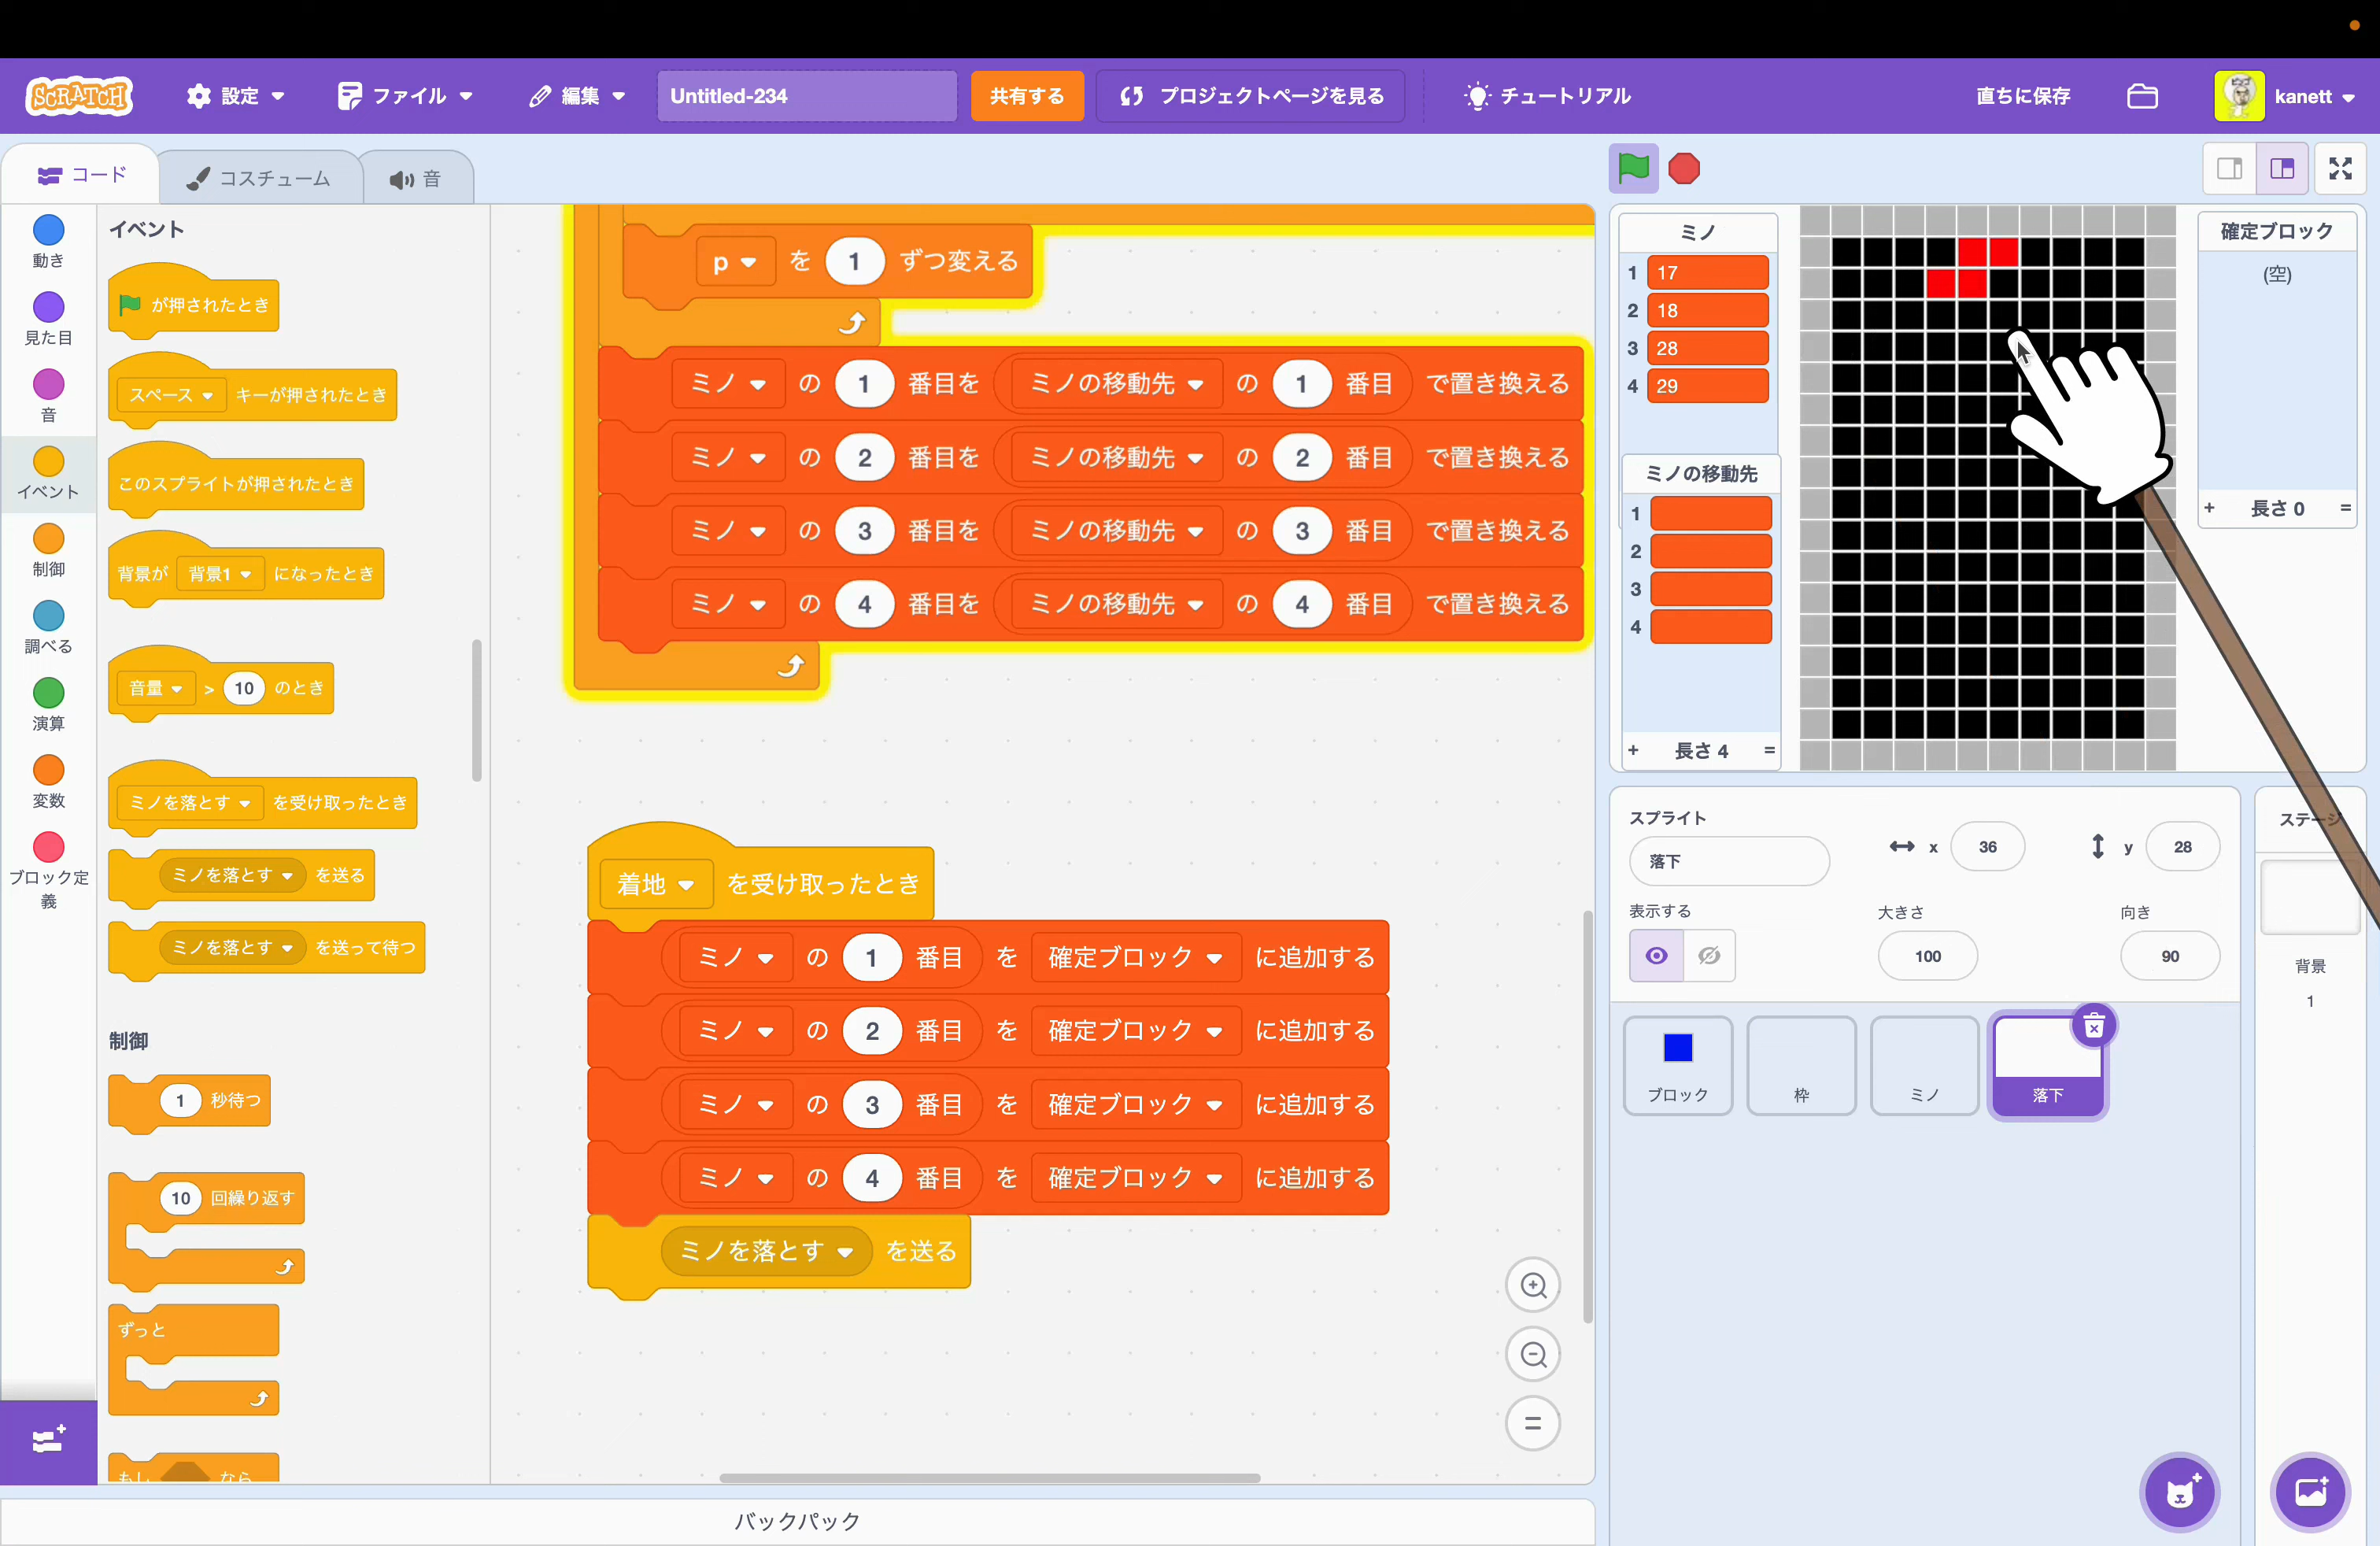 SCRATCH 設定 ファイル 編集 Untitled-234 共有する プロジェクトページを見る チュートリアル 直ちに保存 kanett
コード コスチューム 音
動き
見た目
音
イベント
制御
調べる
演算
変数
ブロック定
義
イベント
が押されたとき
スペース キーが押されたとき
このスプライトが押されたとき
背景が 背景1 になったとき
音量 > 10 のとき
ミノを落とす を受け取ったとき
ミノを落とす を送る
ミノを落とす を送って待つ
制御
1 秒待つ
10 回繰り返す
ずっと
もし なら
p を 1 ずつ変える
ミノ の 1 番目を ミノの移動先 の 1 番目 で置き換える
ミノ の 2 番目を ミノの移動先 の 2 番目 で置き換える
ミノ の 3 番目を ミノの移動先 の 3 番目 で置き換える
ミノ の 4 番目を ミノの移動先 の 4 番目 で置き換える
着地 を受け取ったとき
ミノ の 1 番目 を 確定ブロック に追加する
ミノ の 2 番目 を 確定ブロック に追加する
ミノ の 3 番目 を 確定ブロック に追加する
ミノ の 4 番目 を 確定ブロック に追加する
ミノを落とす を送る
バックパック
ミノ
1 17
2 18
3 28
4 29
ミノの移動先
1
2
3
4
+ 長さ 4 =
確定ブロック
(空)
+ 長さ 0 =
スプライト
落下 x 36 y 28
表示する 大きさ 向き
100 90
ブロック 枠 ミノ 落下
ステージ
背景
1